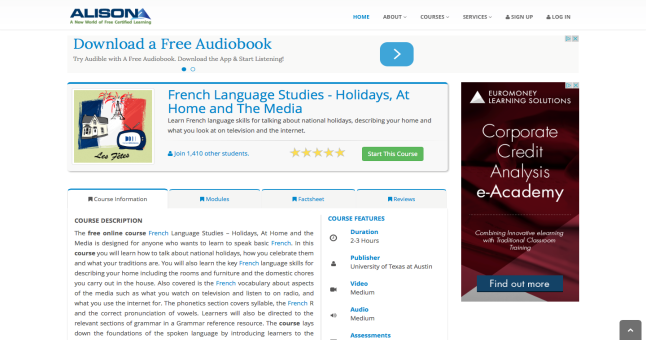 ALISON
A New World of Free Certified Learning
HOME
ABOUT
COURSES
SERVICES
SIGN UP
LOG IN
Download a Free Audiobook
Try Audible with A Free Audiobook. Download the App & Start Listening!
French Language Studies - Holidays, At
Home and The Media
Learn French language skills for talking about national holidays, describing your home and
what you look at on television and the internet.
Les Fêtes
Join 1,410 other students.
Start This Course
EUROMONEY
LEARNING SOLUTIONS
Corporate
Credit
Analysis
e-Academy
Combining innovative elearning
with Traditional Classroom
Training
Find out more
Course information
Modules
Factsheet
Reviews
COURSE DESCRIPTION
The free online course French Language Studies – Holidays, At Home and the
Media is designed for anyone who wants to learn to speak basic French. In this
course you will learn how to talk about national holidays, how you celebrate them
and what your traditions are. You will also learn the key French language skills for
describing your home including the rooms and furniture and the domestic chores
you carry out in the house. Also covered is the French vocabulary about aspects
of the media such as what you watch on television and listen to on radio, and
what you use the internet for. The phonetics section covers syllable, the French R
and the correct pronunciation of vowels. Learners will also be directed to the
relevant sections of grammar in a Grammar reference resource. The course lays
down the foundations of the spoken language by introducing learners to the
COURSE FEATURES
Duration
2-3 Hours
Publisher
University of Texas at Austin
Video
Medium
Audio
Medium
Assessments